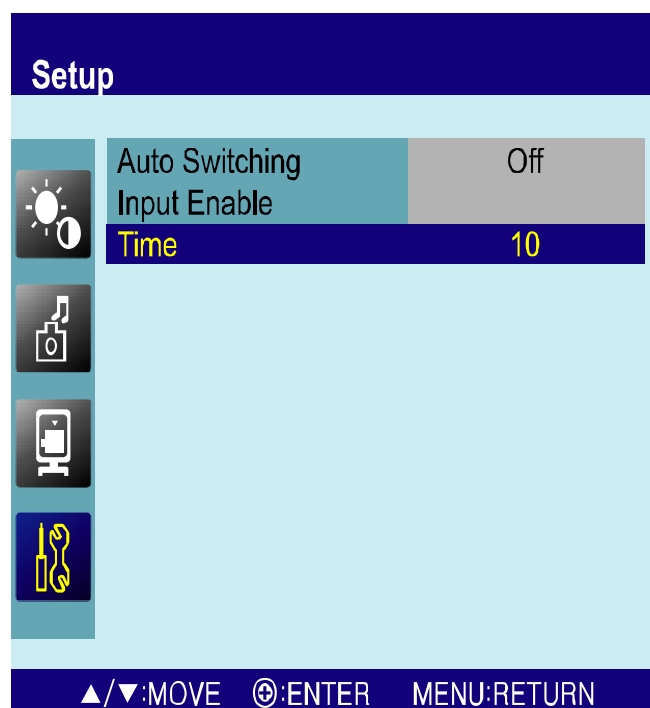 Setup
Auto Switching Off
Input Enable
Time 10
▲/▼:MOVE ⊕:ENTER MENU:RETURN